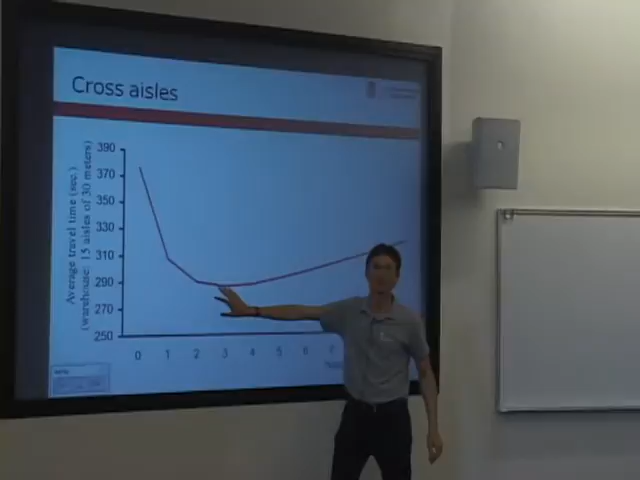 Cross aisles
Average travel time (sec.)
(warehouse: 15 aisles of 30 meters)
390
370
350
330
310
290
270
250
0 1 2 3 4 5 6 7